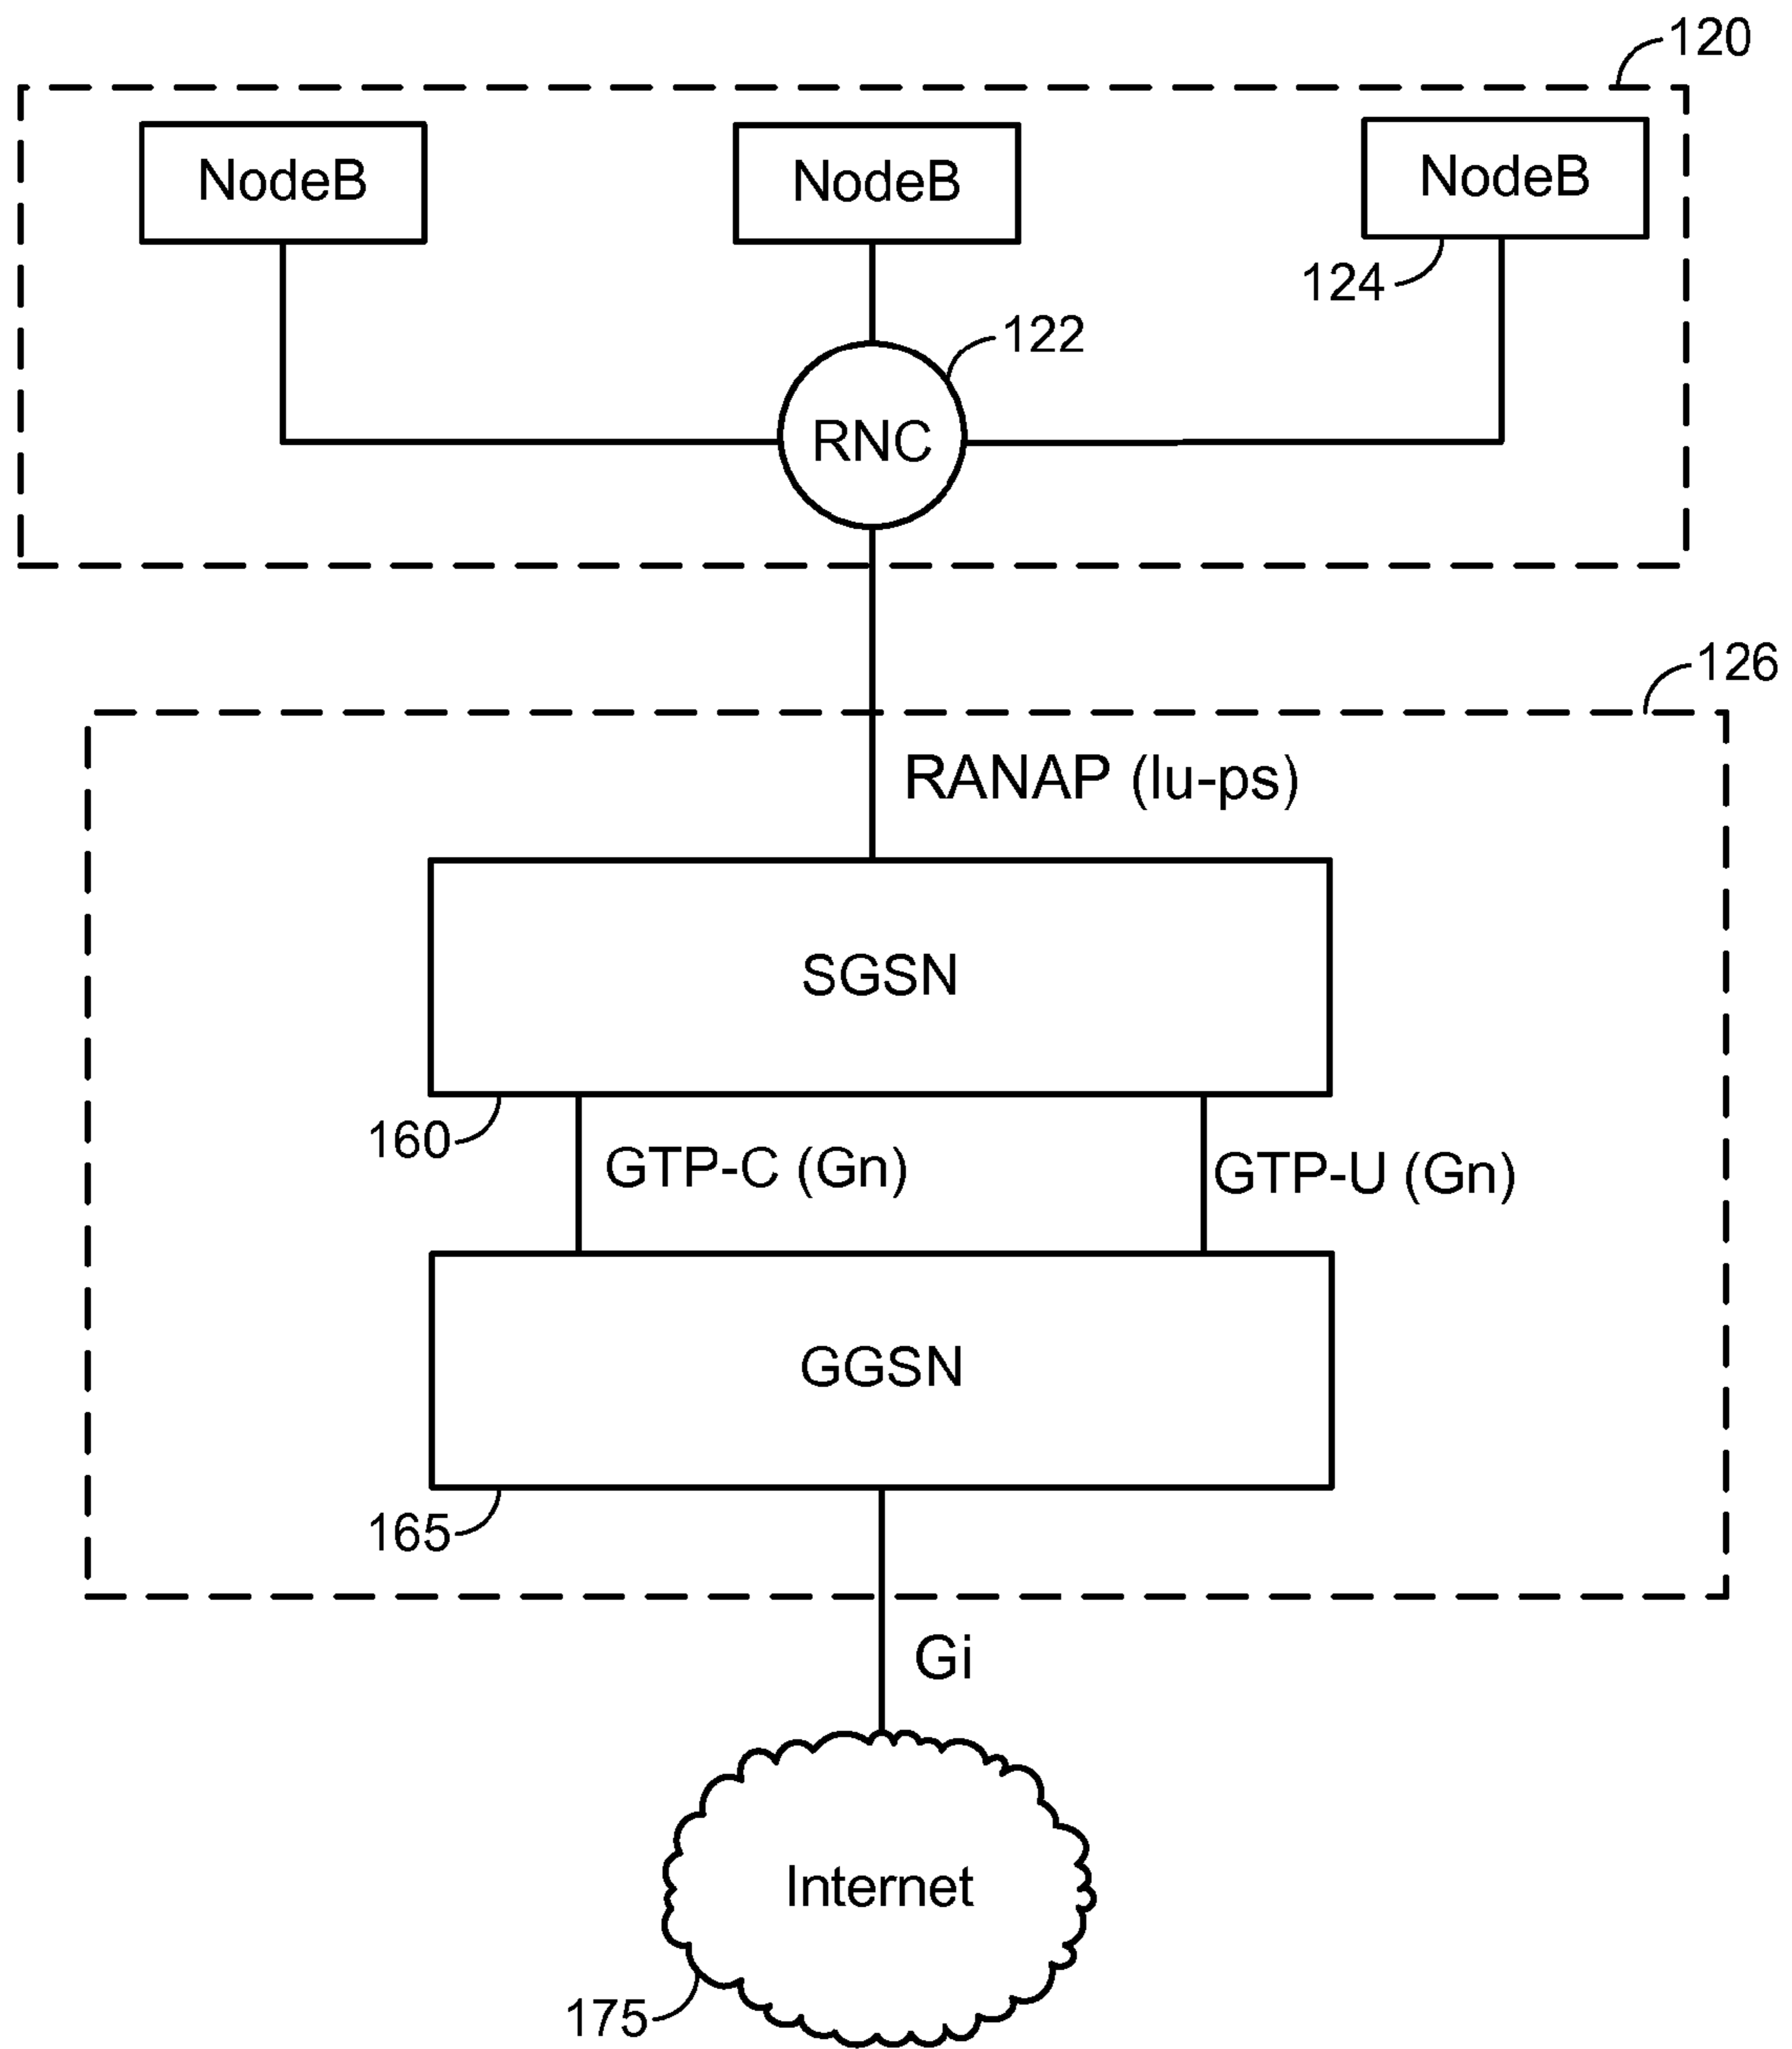 120
NodeB
NodeB
NodeB
124
122
RNC
126
RANAP (lu-ps)
SGSN
160
GTP-C (Gn)
GTP-U (Gn)
GGSN
165
Gi
Internet
175